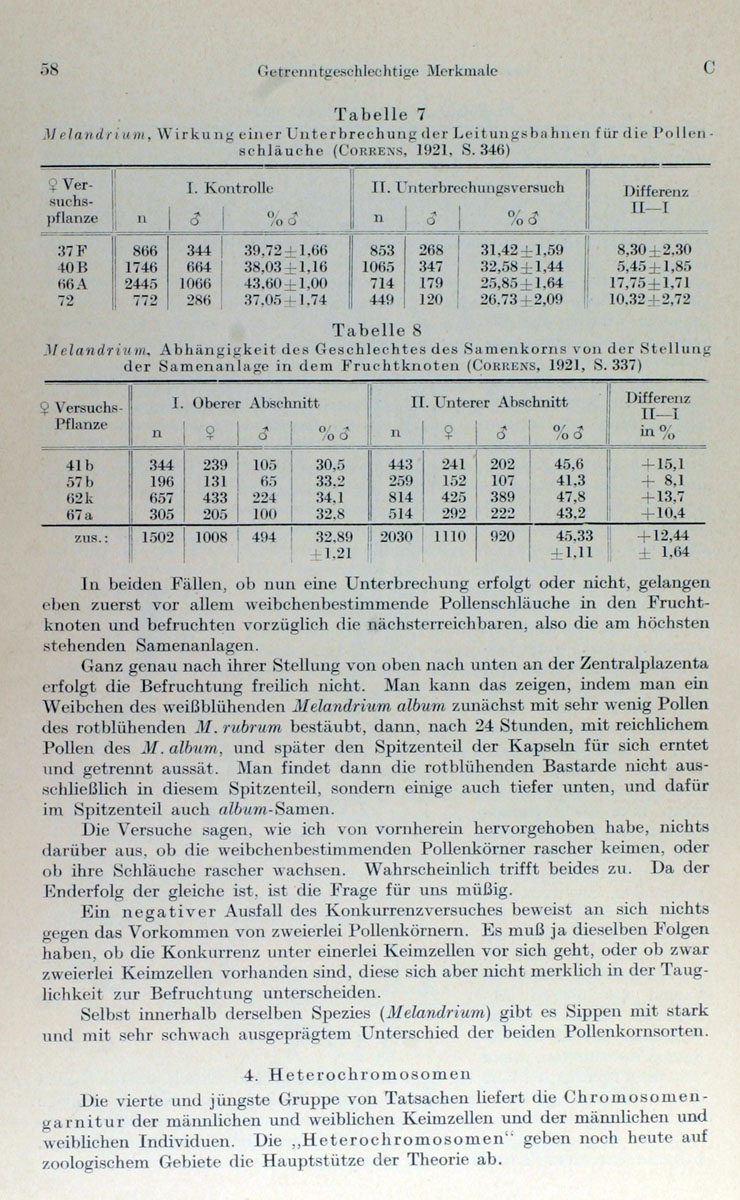 58 Getrenntgeschlechtige Merkmale C
Tabelle 7
Melandrium, Wirkung einer Unterbrechung der Leitungsbahnen für die Pollen-
schläuche (CORRENS, 1921, S. 346)
♀ Ver- I. Kontrolle II. Unterbrechungsversuch Differenz
suchs- II—I
pflanze n ♂ % ♂ n ♂ % ♂
37 F 866 344 39,72±1,66 853 268 31,42±1,59 8,30±2,30
40 B 1746 664 38,03±1,16 1065 347 32,58±1,44 5,45±1,85
66 A 2445 1066 43,60±1,00 714 179 25,85±1,64 17,75±1,71
72 772 286 37,05±1,74 449 120 26,73±2,09 10,32±2,72
Tabelle 8
Melandrium, Abhängigkeit des Geschlechtes des Samenkorns von der Stellung
der Samenanlage in dem Fruchtknoten (CORRENS, 1921, S. 337)
♀ Versuchs- I. Oberer Abschnitt II. Unterer Abschnitt Differenz
Pflanze II—I
n ♀ ♂ % ♂ n ♀ ♂ % ♂ in %
41 b 344 239 105 30,5 443 241 202 45,6 +15,1
57 b 196 131 65 33,2 259 152 107 41,3 + 8,1
62 k 657 433 224 34,1 814 425 389 47,8 +13,7
67 a 305 205 100 32,8 514 292 222 43,2 +10,4
zus.: 1502 1008 494 32,89 2030 1110 920 45,33 +12,44
±1,21 ±1,11 ± 1,64
In beiden Fällen, ob nun eine Unterbrechung erfolgt oder nicht, gelangen
eben zuerst vor allem weibchenbestimmende Pollenschläuche in den Frucht-
knoten und befruchten vorzüglich die nächsterreichbaren, also die am höchsten
stehenden Samenanlagen.
Ganz genau nach ihrer Stellung von oben nach unten an der Zentralplazenta
erfolgt die Befruchtung freilich nicht. Man kann das zeigen, indem man ein
Weibchen des weißblühenden Melandrium album zunächst mit sehr wenig Pollen
des rotblühenden M. rubrum bestäubt, dann, nach 24 Stunden, mit reichlichem
Pollen des M. album, und später den Spitzenteil der Kapseln für sich erntet
und getrennt aussät. Man findet dann die rotblühenden Bastarde nicht aus-
schließlich in diesem Spitzenteil, sondern einige auch tiefer unten, und dafür
im Spitzenteil auch album-Samen.
Die Versuche sagen, wie ich von vornherein hervorgehoben habe, nichts
darüber aus, ob die weibchenbestimmenden Pollenkörner rascher keimen, oder
ob ihre Schläuche rascher wachsen. Wahrscheinlich trifft beides zu. Da der
Enderfolg der gleiche ist, ist die Frage für uns müßig.
Ein negativer Ausfall des Konkurrenzversuches beweist an sich nichts
gegen das Vorkommen von zweierlei Pollenkörnern. Es muß ja dieselben Folgen
haben, ob die Konkurrenz unter einerlei Keimzellen vor sich geht, oder ob zwar
zweierlei Keimzellen vorhanden sind, diese sich aber nicht merklich in der Taug-
lichkeit zur Befruchtung unterscheiden.
Selbst innerhalb derselben Spezies (Melandrium) gibt es Sippen mit stark
und mit sehr schwach ausgeprägtem Unterschied der beiden Pollenkornsorten.
4. Heterochromosomen
Die vierte und jüngste Gruppe von Tatsachen liefert die Chromosomen-
garnitur der männlichen und weiblichen Keimzellen und der männlichen und
weiblichen Individuen. Die „Heterochromosomen“ geben noch heute auf
zoologischem Gebiete die Hauptstütze der Theorie ab.